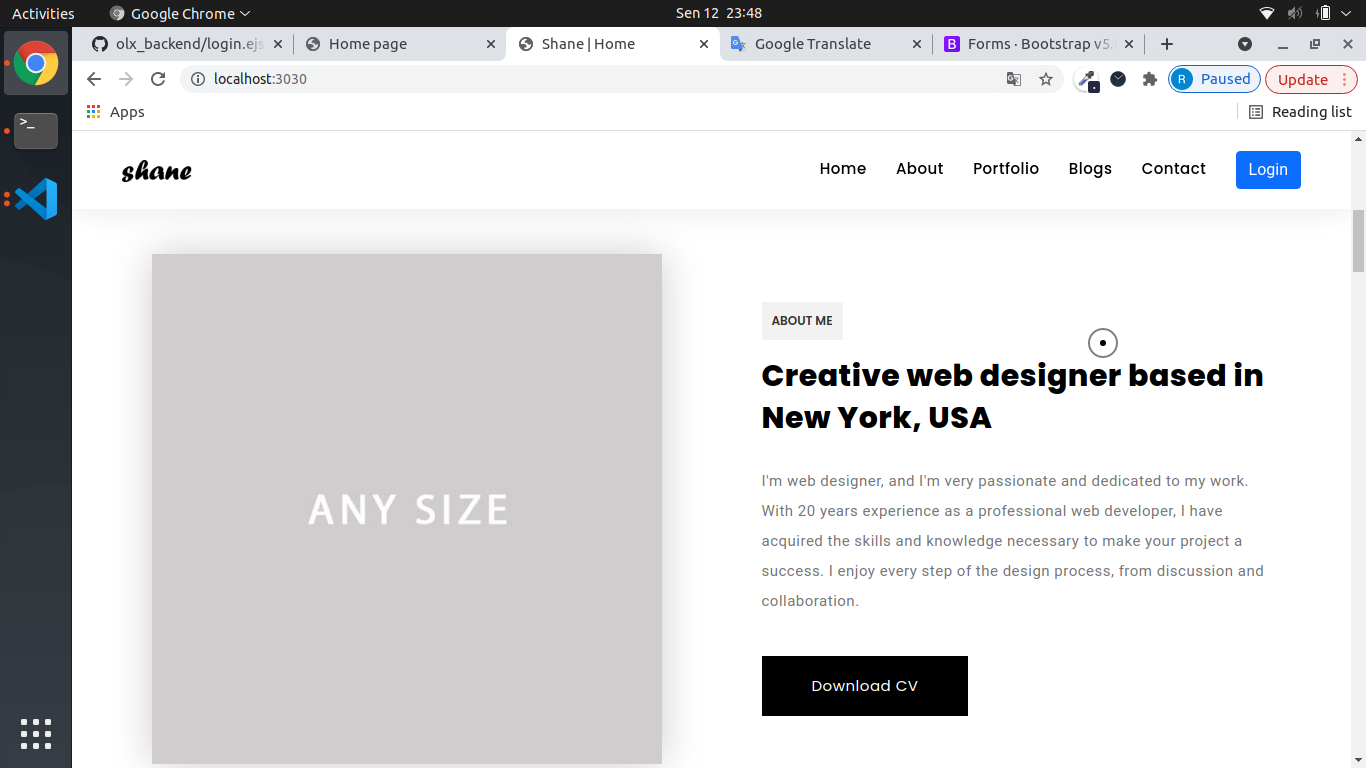 Activities
Google Chrome
Sen 12 23:48
olx_backend/login.ejs
Home page
Shane | Home
Google Translate
Forms · Bootstrap v5.
localhost:3030
R Paused
Update
Apps
Reading list
shane
Home
About
Portfolio
Blogs
Contact
Login
ANY SIZE
ABOUT ME
Creative web designer based in
New York, USA
I'm web designer, and I'm very passionate and dedicated to my work.
With 20 years experience as a professional web developer, I have
acquired the skills and knowledge necessary to make your project a
success. I enjoy every step of the design process, from discussion and
collaboration.
Download CV